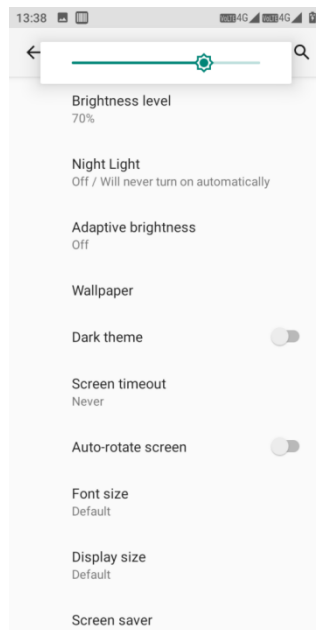 13:38 4G 4G
Brightness level
70%
Night Light
Off / Will never turn on automatically
Adaptive brightness
Off
Wallpaper
Dark theme
Screen timeout
Never
Auto-rotate screen
Font size
Default
Display size
Default
Screen saver